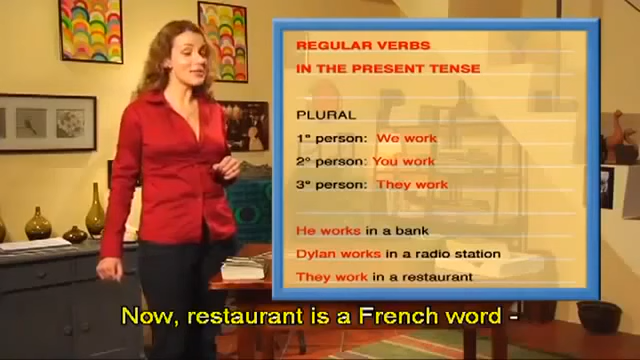 REGULAR VERBS
IN THE PRESENT TENSE
PLURAL
1ª person: We work
2ª person: You work
3ª person: They work
He works in a bank
Dylan works in a radio station
They work in a restaurant
Now, restaurant is a French word -